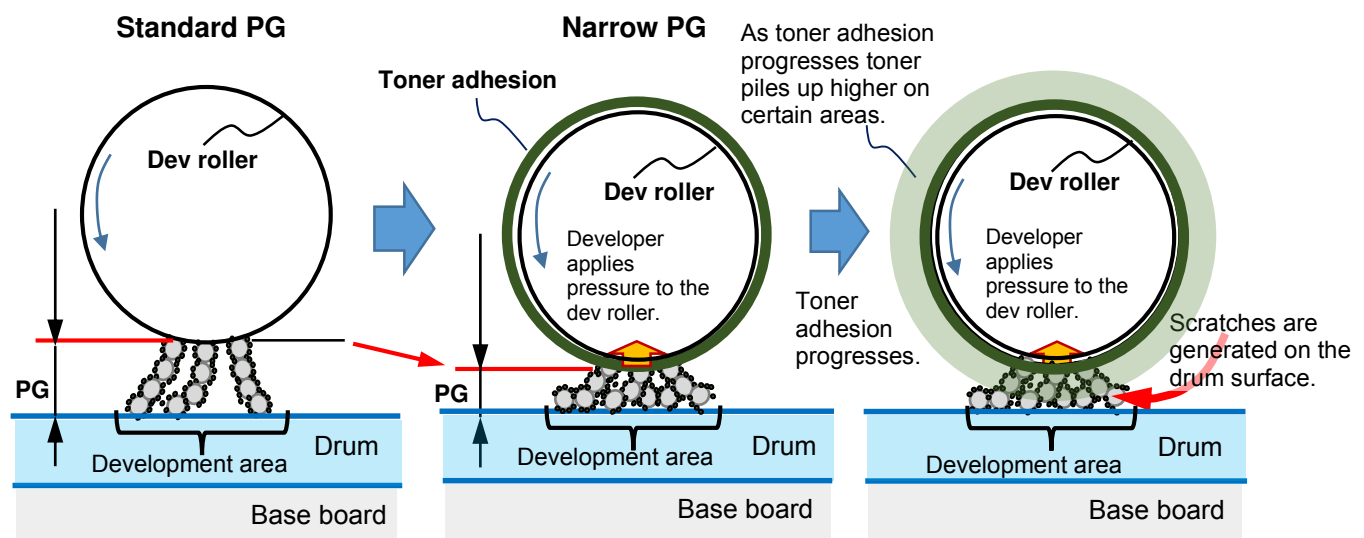 Standard PG
Dev roller
PG
Development area
Drum
Base board
Narrow PG
Toner adhesion
Dev roller
Developer
applies
pressure to the
dev roller.
PG
Development area
Drum
Base board
As toner adhesion
progresses toner
piles up higher on
certain areas.
Dev roller
Developer
applies
pressure to the
dev roller.
Toner
adhesion
progresses.
Scratches are
generated on the
drum surface.
Development area
Drum
Base board